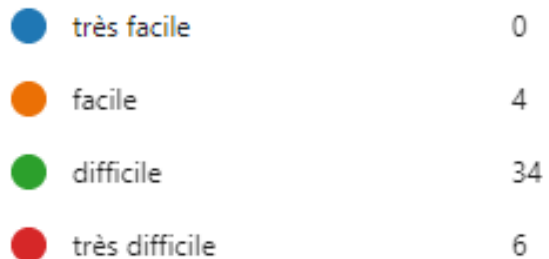 très facile 0
facile 4
difficile 34
très difficile 6